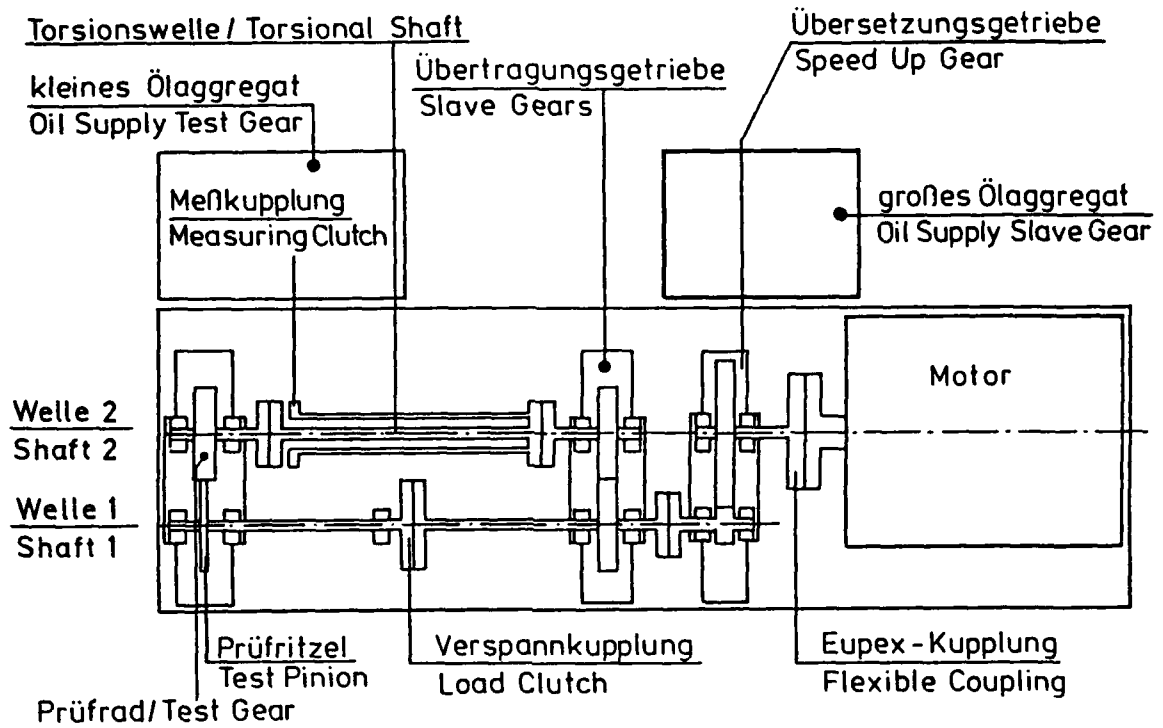 Torsionswelle / Torsional Shaft
kleines Ölaggregat
Oil Supply Test Gear
Übertragungsgetriebe
Slave Gears
Übersetzungsgetriebe
Speed Up Gear
Meßkupplung
Measuring Clutch
großes Ölaggregat
Oil Supply Slave Gear
Motor
Welle 2
Shaft 2
Welle 1
Shaft 1
Prüfritzel
Test Pinion
Prüfrad/Test Gear
Verspannkupplung
Load Clutch
Eupex-Kupplung
Flexible Coupling